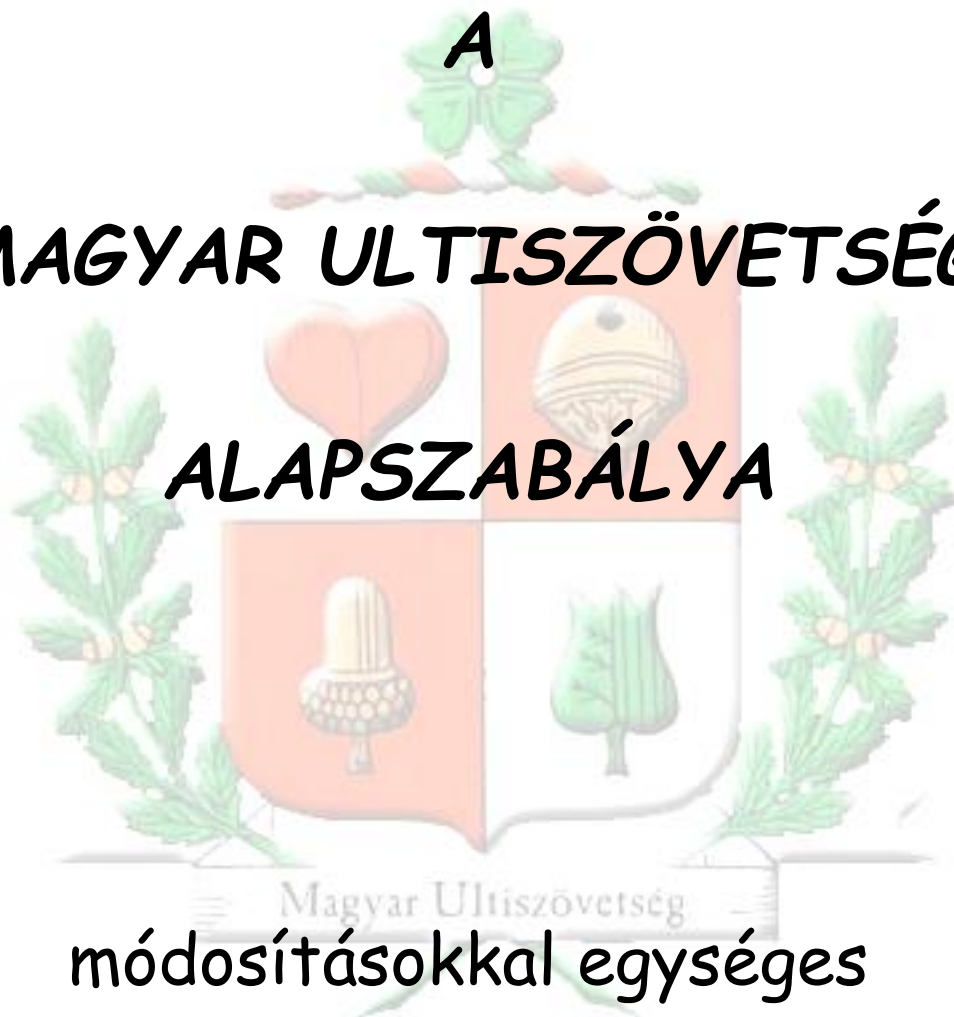 A
MAGYAR ULTISZÖVETSÉG
ALAPSZABÁLYA
Magyar Ultiszövetség
módosításokkal egységes